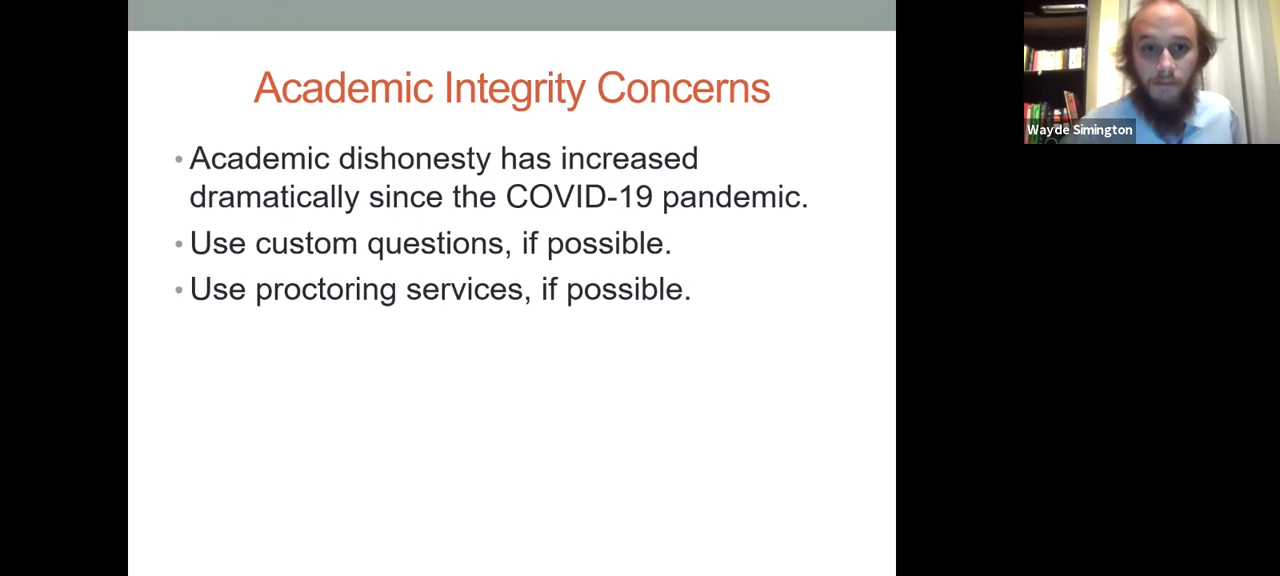 Academic Integrity Concerns
• Academic dishonesty has increased
dramatically since the COVID-19 pandemic.
• Use custom questions, if possible.
• Use proctoring services, if possible.
Wayde Simington